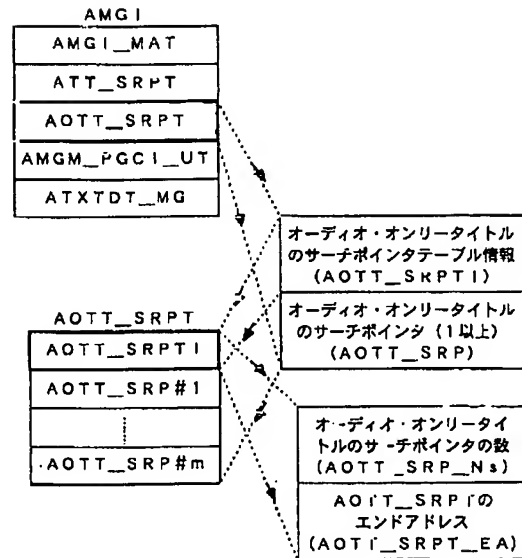 AMGI
AMGI_MAT
ATT_SRPT
AOTT_SRPT
AMGM_PGCI_UT
ATXTDT_MG
オーディオ・オンリータイトル
のサーチポインタテーブル情報
(AOTT_SRPTI)
オーディオ・オンリータイトル
のサーチポインタ(1以上)
(AOTT_SRP)
AOTT_SRPT
AOTT_SRPTI
AOTT_SRP#1
AOTT_SRP#m
オーディオ・オンリータイ
トルのサーチポインタの数
(AOTT_SRP_Ns)
AOTT_SRPTの
エンドアドレス
(AOTT_SRPT_EA)